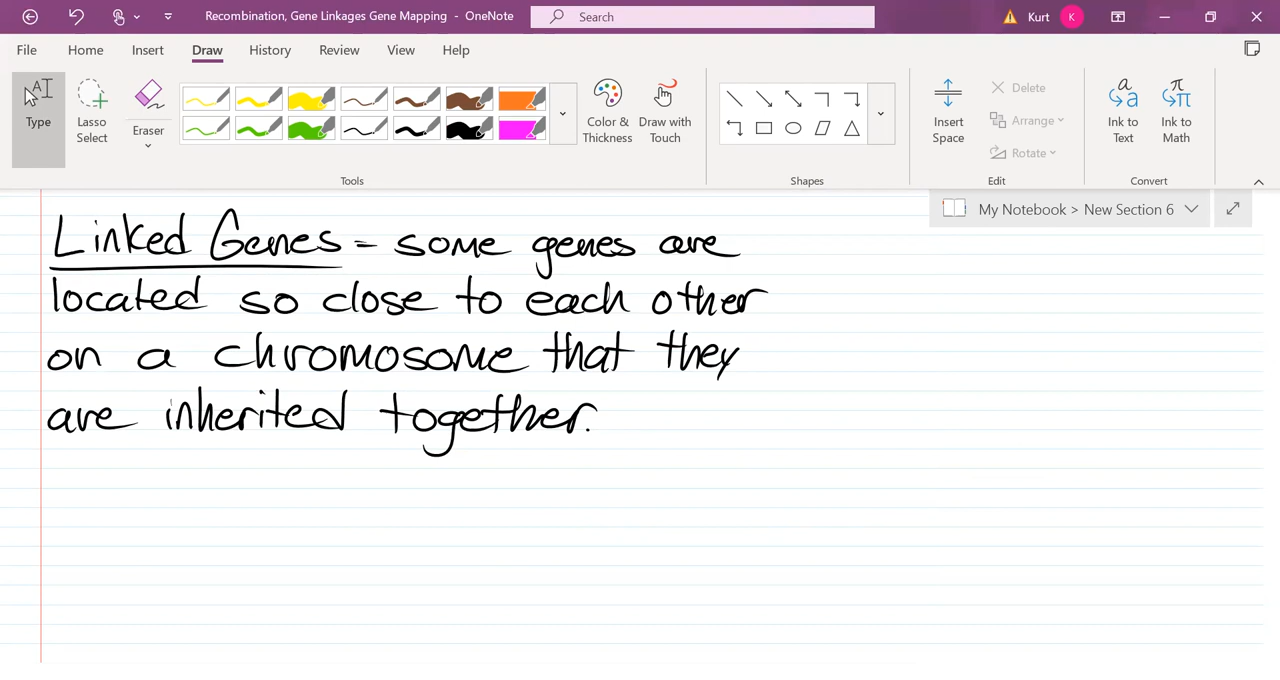 Recombination, Gene Linkages Gene Mapping - OneNote
Search
Kurt
K
File Home Insert Draw History Review View Help
Type
Lasso Select
Eraser
Color & Thickness
Draw with Touch
Insert Space
Delete
Arrange
Rotate
Ink to Text
Ink to Math
Tools
Shapes
Edit
Convert
My Notebook > New Section 6
Linked Genes - some genes are
located so close to each other
on a chromosome that they
are inherited together.